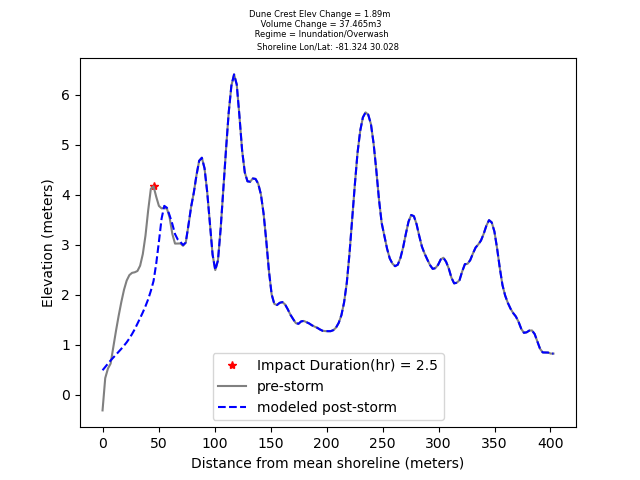 Dune Crest Elev Change = 1.89m
Volume Change = 37.465m3
Regime = Inundation/Overwash
Shoreline Lon/Lat: -81.324 30.028
6
5
4
3
2
1
0
Elevation (meters)
Impact Duration(hr) = 2.5
pre-storm
modeled post-storm
0 50 100 150 200 250 300 350 400
Distance from mean shoreline (meters)